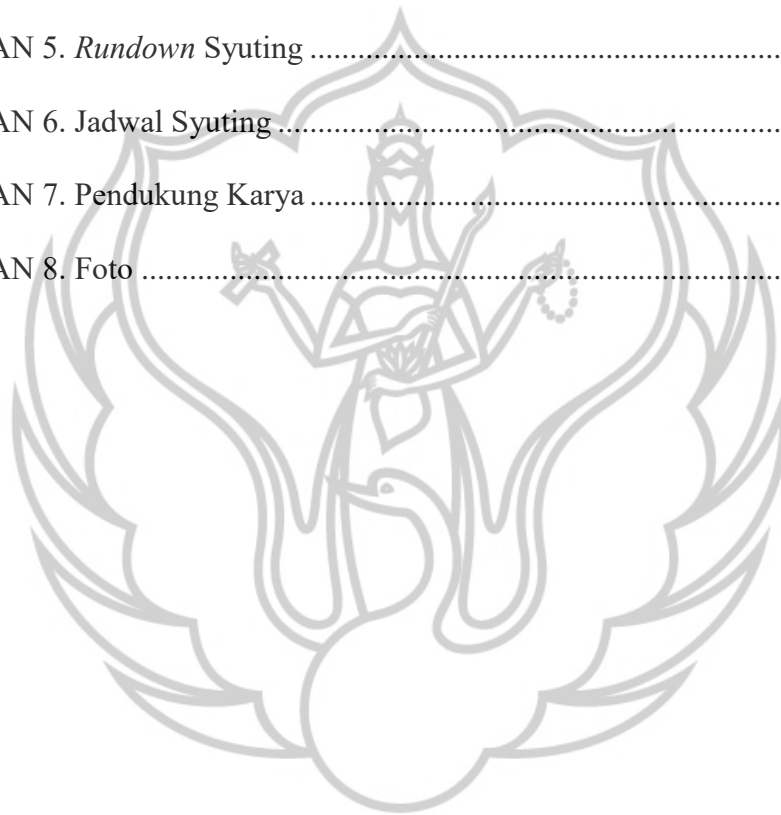 AN 5. Rundown Syuting ............................................................
AN 6. Jadwal Syuting ................................................................
AN 7. Pendukung Karya ............................................................
AN 8. Foto .................................................................................